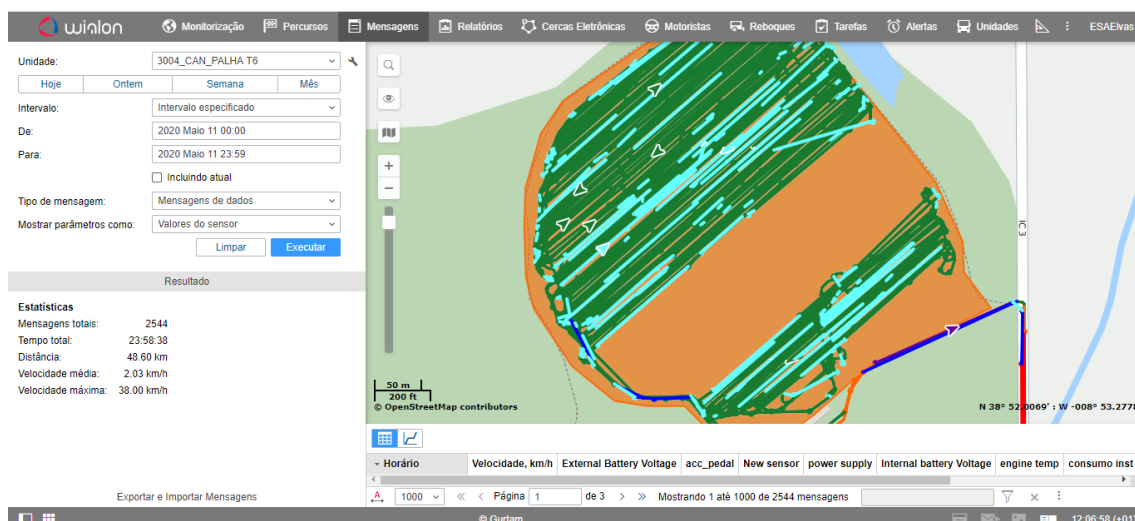 wialon Monitorização Percursos Mensagens Relatórios Cercas Eletrônicas Motoristas Reboques Tarefas Alertas Unidades ESAElvas
Unidade: 3004_CAN_PALHA T6
Hoje Ontem Semana Mês
Intervalo: Intervalo especificado
De: 2020 Maio 11 00:00
Para: 2020 Maio 11 23:59
Incluindo atual
Tipo de mensagem: Mensagens de dados
Mostrar parâmetros como: Valores do sensor
Limpar Executar
Resultado
Estatísticas
Mensagens totais: 2544
Tempo total: 23:58:38
Distância: 48.60 km
Velocidade média: 2.03 km/h
Velocidade máxima: 38.00 km/h
Exportar e Importar Mensagens
IC3
50 m
200 ft
© OpenStreetMap contributors
N 38° 52.0069' : W -008° 53.2778
Horário Velocidade, km/h External Battery Voltage acc_pedal New sensor power supply Internal battery Voltage engine temp consumo inst
A 1000 Página 1 de 3 Mostrando 1 até 1000 de 2544 mensagens
© Gurtam 12:06:58 (+01)